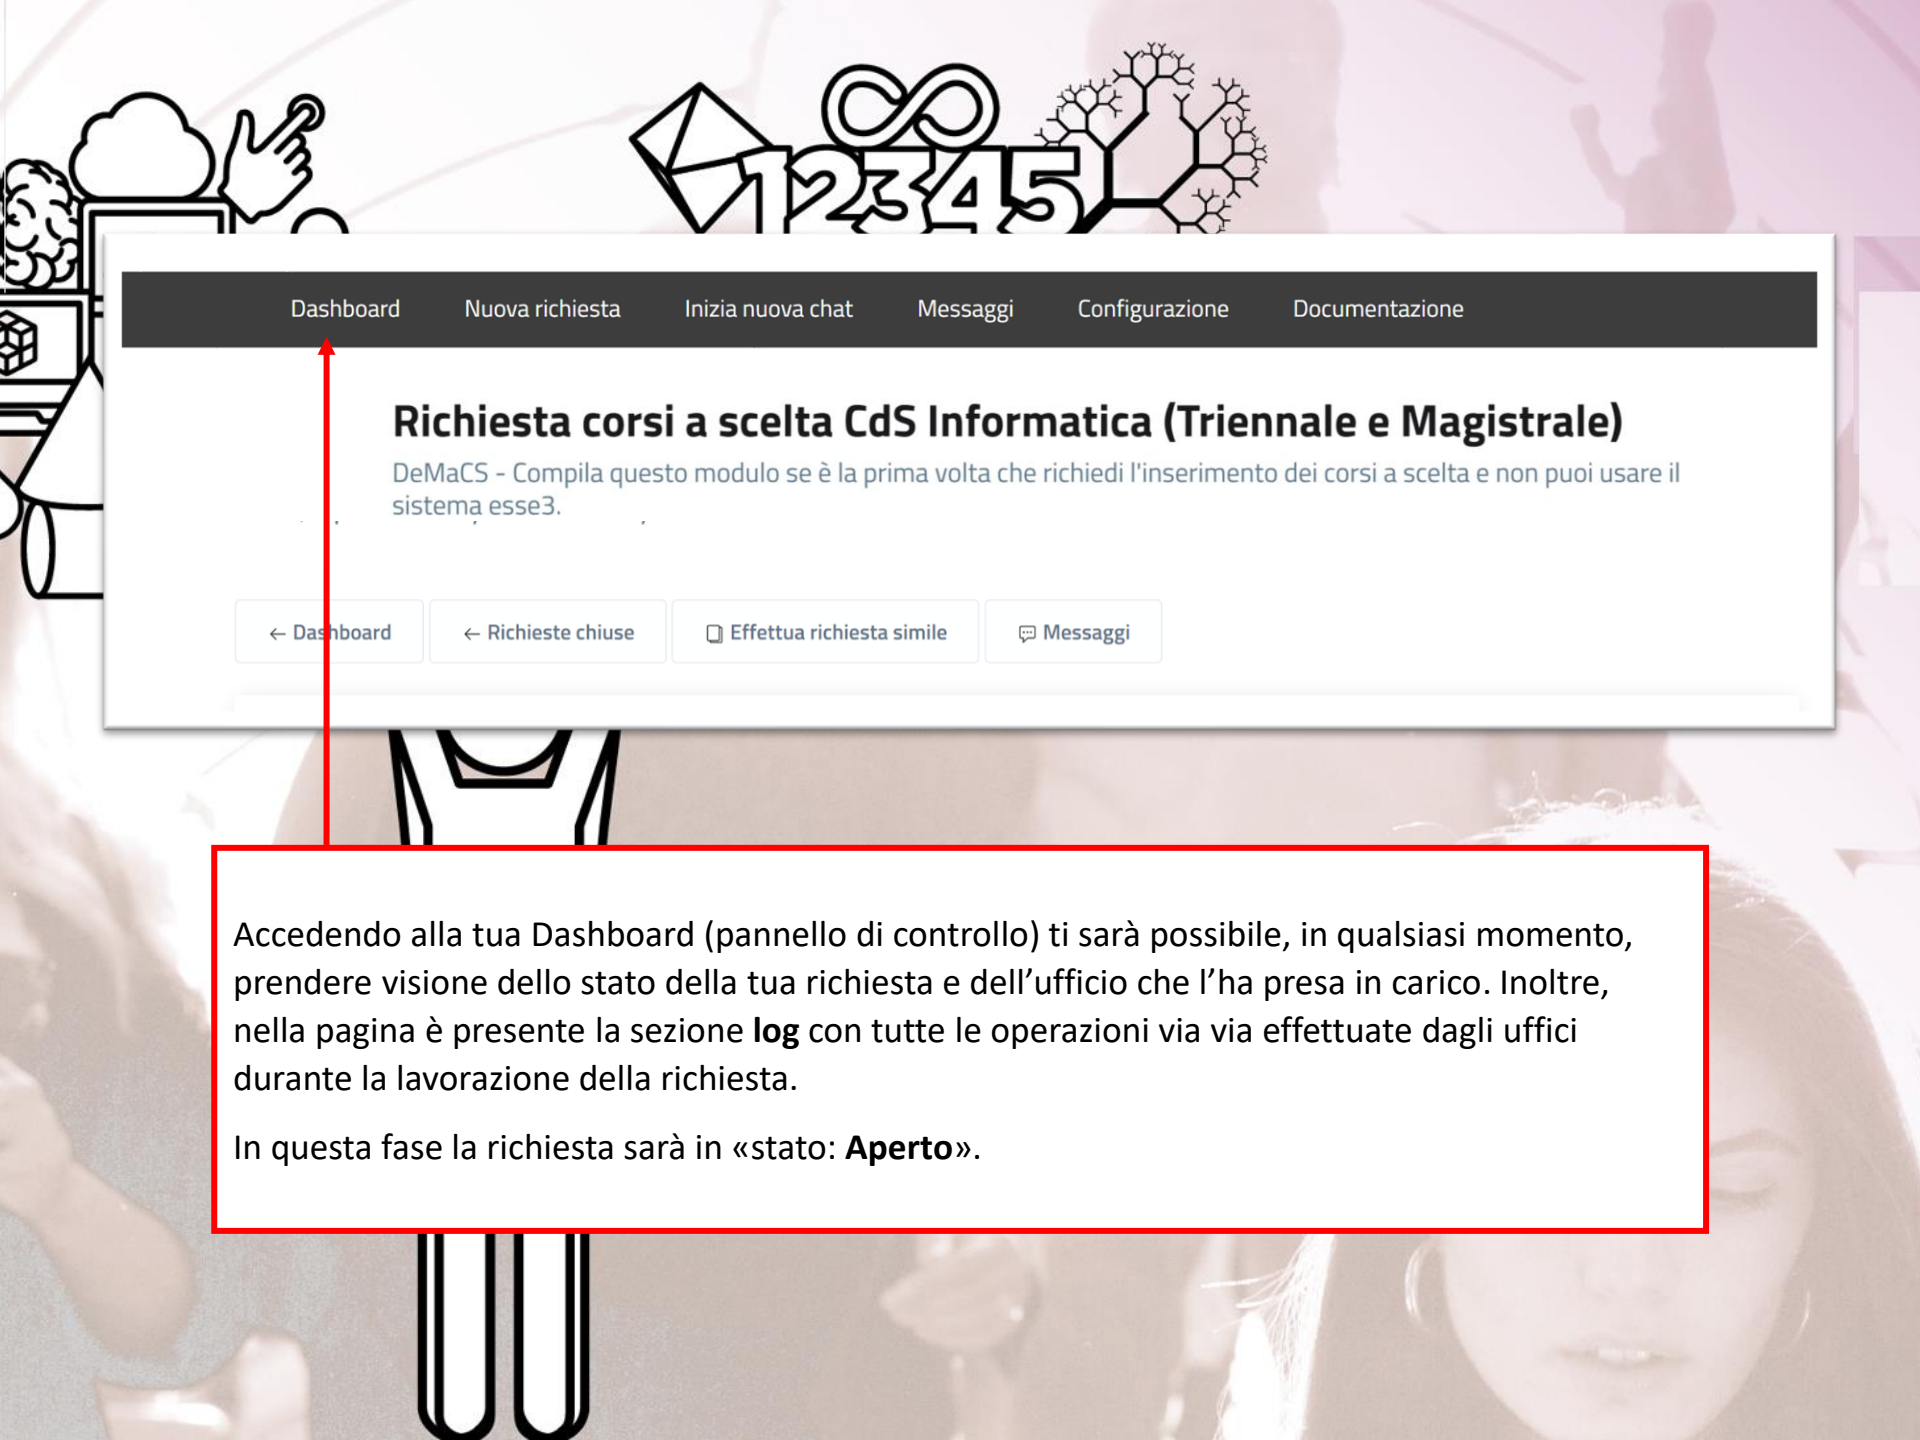 12345
Dashboard Nuova richiesta Inizia nuova chat Messaggi Configurazione Documentazione
Richiesta corsi a scelta CdS Informatica (Triennale e Magistrale)
DeMaCS - Compila questo modulo se è la prima volta che richiedi l'inserimento dei corsi a scelta e non puoi usare il
sistema esse3.
← Dashboard ← Richieste chiuse Effettua richiesta simile Messaggi
Accedendo alla tua Dashboard (pannello di controllo) ti sarà possibile, in qualsiasi momento,
prendere visione dello stato della tua richiesta e dell’ufficio che l’ha presa in carico. Inoltre,
nella pagina è presente la sezione log con tutte le operazioni via via effettuate dagli uffici
durante la lavorazione della richiesta.
In questa fase la richiesta sarà in «stato: Aperto».